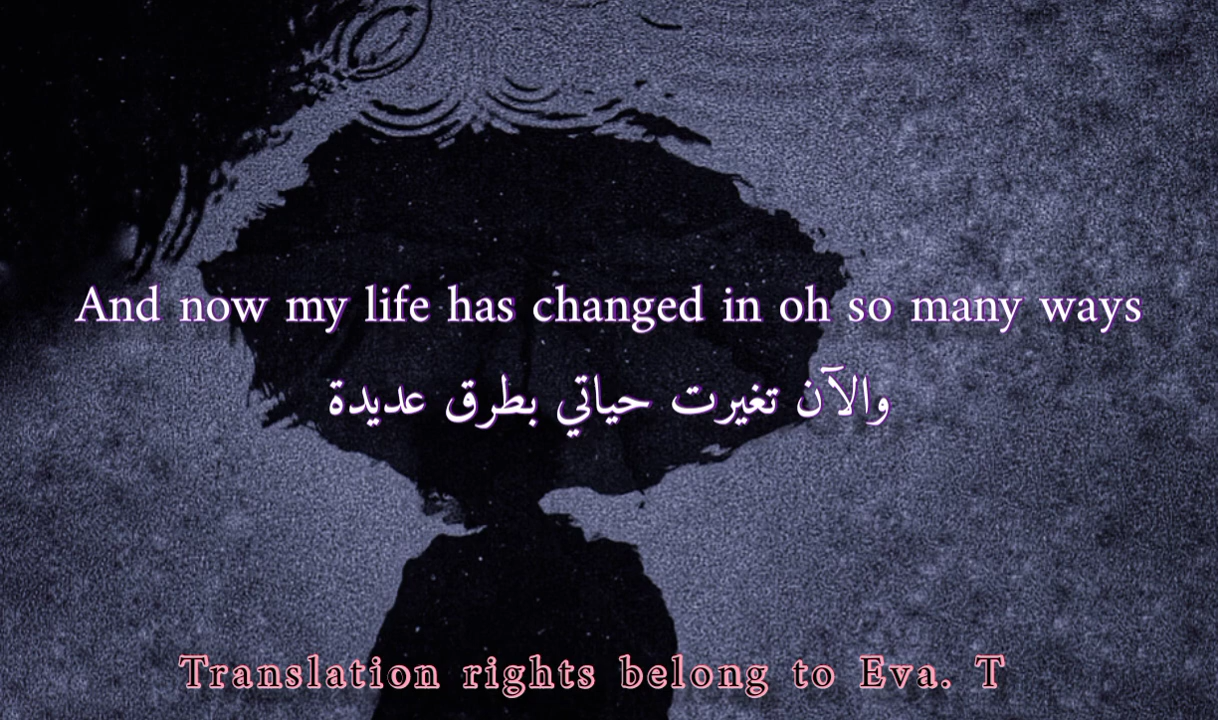 And now my life has changed in oh so many ways
والآن تغيرت حياتي بطرق عديدة
Translation rights belong to Eva. T